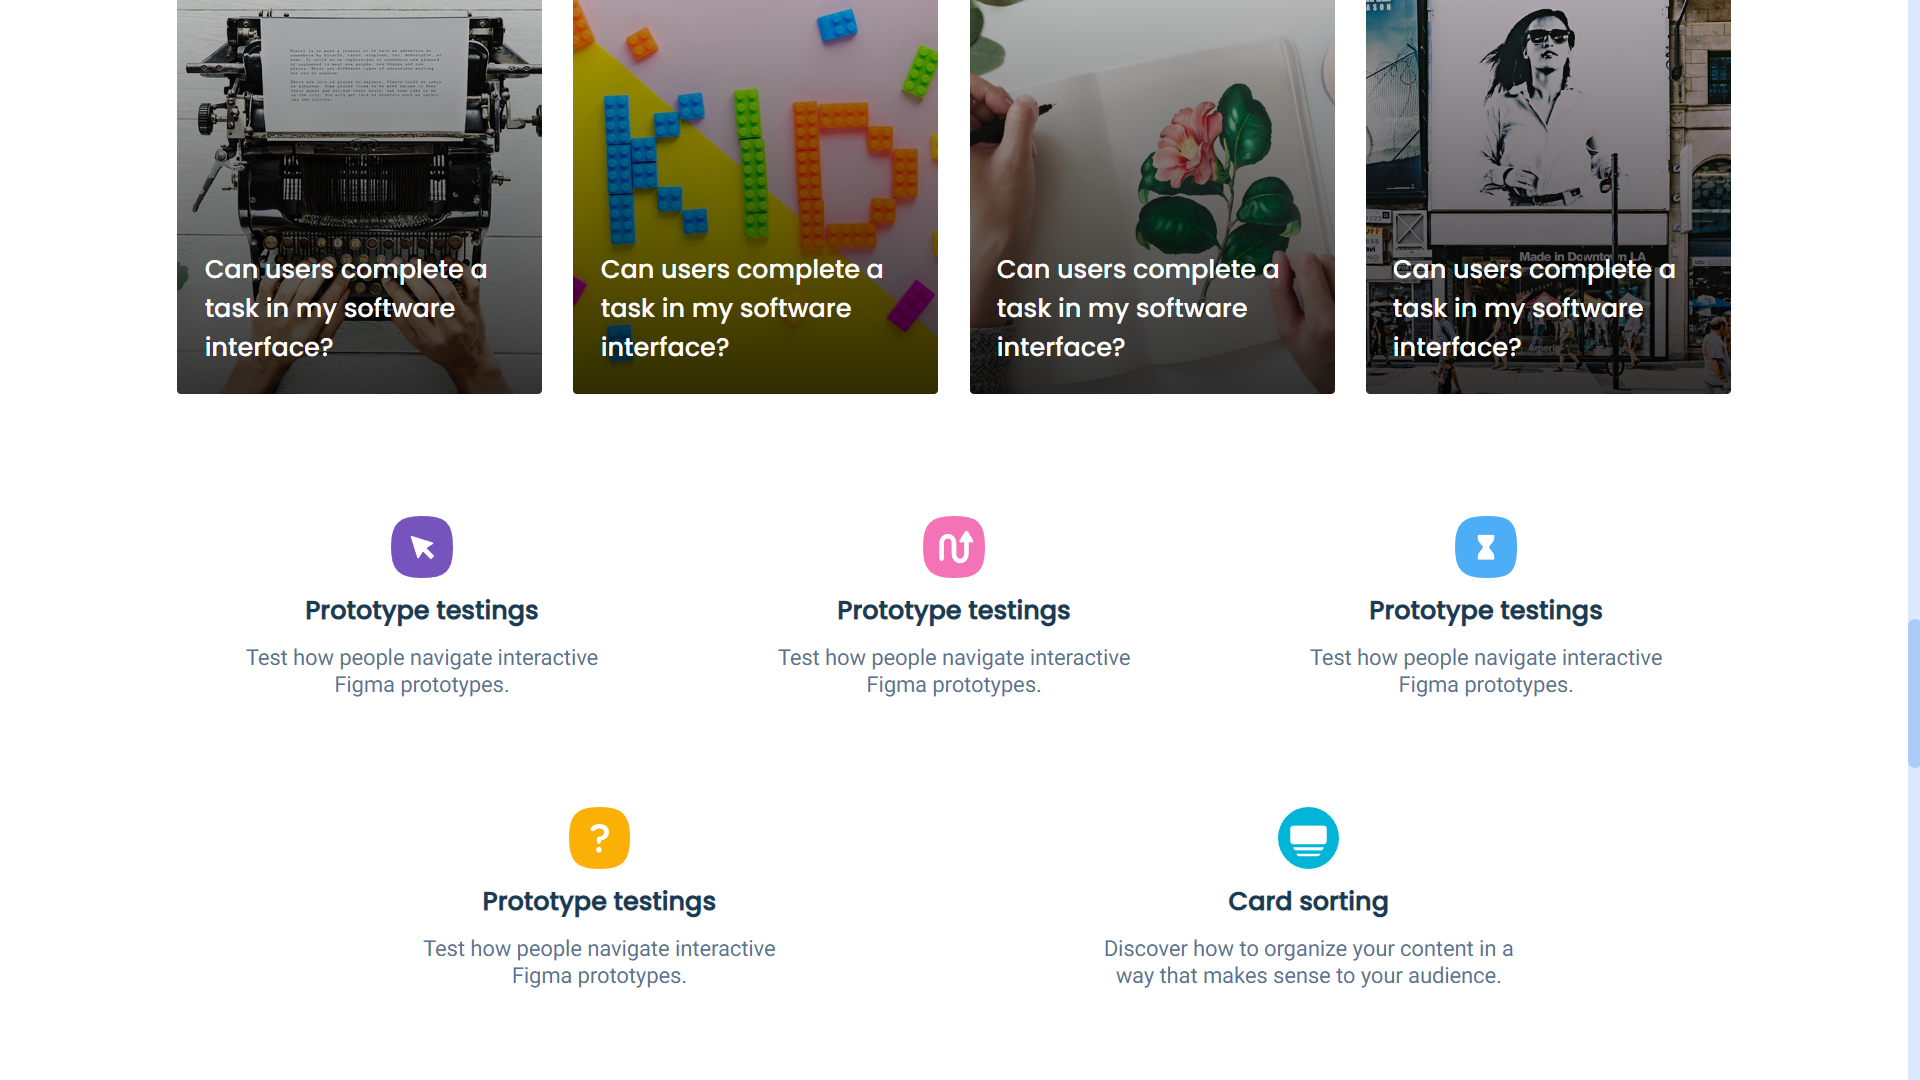 Can users complete a
task in my software
interface?
Can users complete a
task in my software
interface?
Can users complete a
task in my software
interface?
Made in Downtown LA
Can users complete a
task in my software
interface?
Prototype testings
Test how people navigate interactive
Figma prototypes.
Prototype testings
Test how people navigate interactive
Figma prototypes.
Prototype testings
Test how people navigate interactive
Figma prototypes.
?
Prototype testings
Test how people navigate interactive
Figma prototypes.
Card sorting
Discover how to organize your content in a
way that makes sense to your audience.